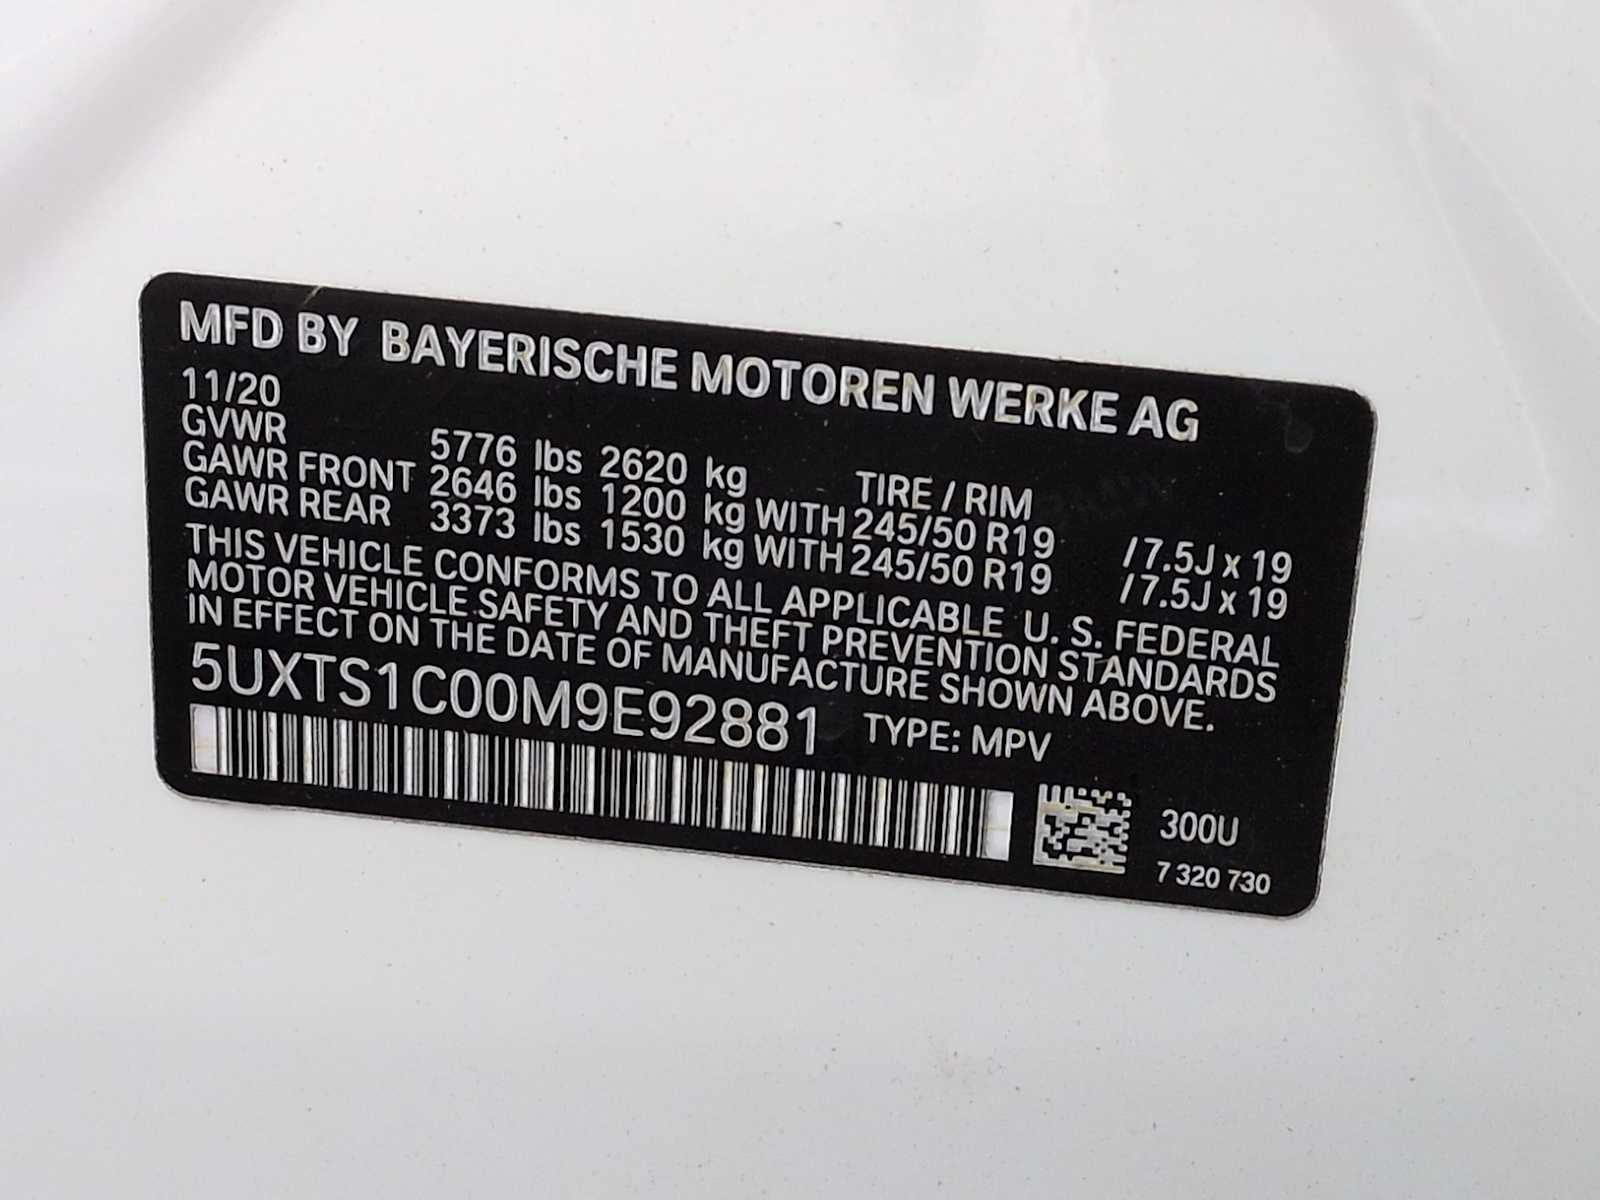 MFD BY BAYERISCHE MOTOREN WERKE AG
11/20
GVWR 5776 lbs 2620 kg TIRE / RIM
GAWR FRONT 2646 lbs 1200 kg WITH 245/50 R19 /7.5J x 19
GAWR REAR 3373 lbs 1530 kg WITH 245/50 R19 /7.5J x 19
THIS VEHICLE CONFORMS TO ALL APPLICABLE U. S. FEDERAL
MOTOR VEHICLE SAFETY AND THEFT PREVENTION STANDARDS
IN EFFECT ON THE DATE OF MANUFACTURE SHOWN ABOVE.
5UXTS1C00M9E92881 TYPE: MPV
300U
7 320 730